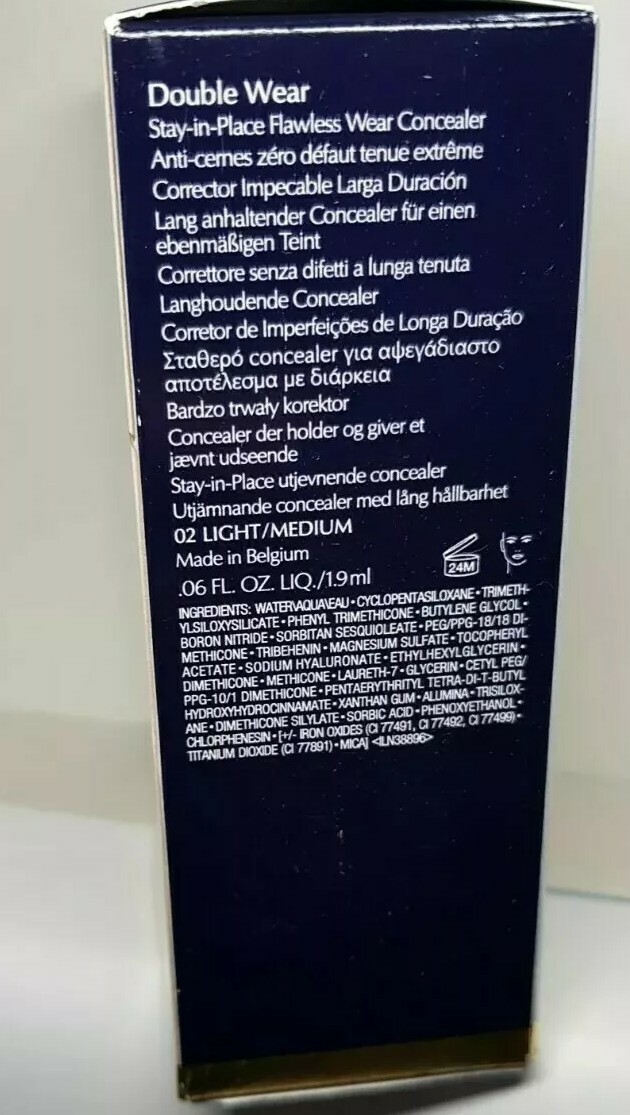 Double Wear
Stay-in-Place Flawless Wear Concealer
Anti-cernes zéro défaut tenue extrême
Corrector Impecable Larga Duración
Lang anhaltender Concealer für einen
ebenmäßigen Teint
Correttore senza difetti a lunga tenuta
Langhoudende Concealer
Corretor de Imperfeições de Longa Duração
Σταθερό concealer για αψεγάδιαστο
αποτέλεσμα με διάρκεια
Bardzo trwały korektor
Concealer der holder og giver et
jævnt udseende
Stay-in-Place utjevnende concealer
Utjämnande concealer med lång hållbarhet
02 LIGHT/MEDIUM
Made in Belgium
24M
.06 FL. OZ. LIQ./1.9ml
INGREDIENTS: WATER\AQUA\EAU • CYCLOPENTASILOXANE • TRIMETH-
YLSILOXYSILICATE • PHENYL TRIMETHICONE • BUTYLENE GLYCOL •
BORON NITRIDE • SORBITAN SESQUIOLEATE • PEG/PPG-18/18 DI-
METHICONE • TRIBEHENIN • MAGNESIUM SULFATE • TOCOPHERYL
ACETATE • SODIUM HYALURONATE • ETHYLHEXYLGLYCERIN •
DIMETHICONE • METHICONE • LAURETH-7 • GLYCERIN • CETYL PEG/
PPG-10/1 DIMETHICONE • PENTAERYTHRITYL TETRA-DI-T-BUTYL
HYDROXYHYDROCINNAMATE • XANTHAN GUM • ALUMINA • TRISILOX-
ANE • DIMETHICONE SILYLATE • SORBIC ACID • PHENOXYETHANOL •
CHLORPHENESIN • [+/- IRON OXIDES (CI 77491, CI 77492, CI 77499) •
TITANIUM DIOXIDE (CI 77891) • MICA] <ILN38896>